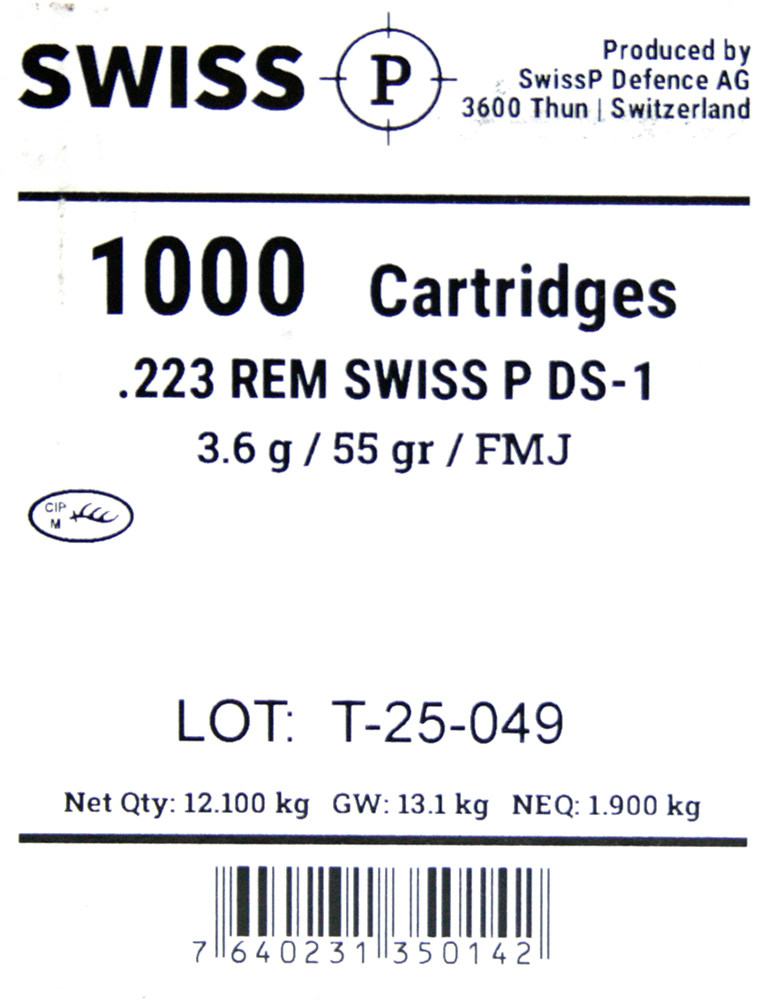 SWISS P
Produced by
SwissP Defence AG
3600 Thun | Switzerland
1000 Cartridges
.223 REM SWISS P DS-1
3.6 g / 55 gr / FMJ
CIP
M
LOT: T-25-049
Net Qty: 12.100 kg GW: 13.1 kg NEQ: 1.900 kg
7 640231 350142